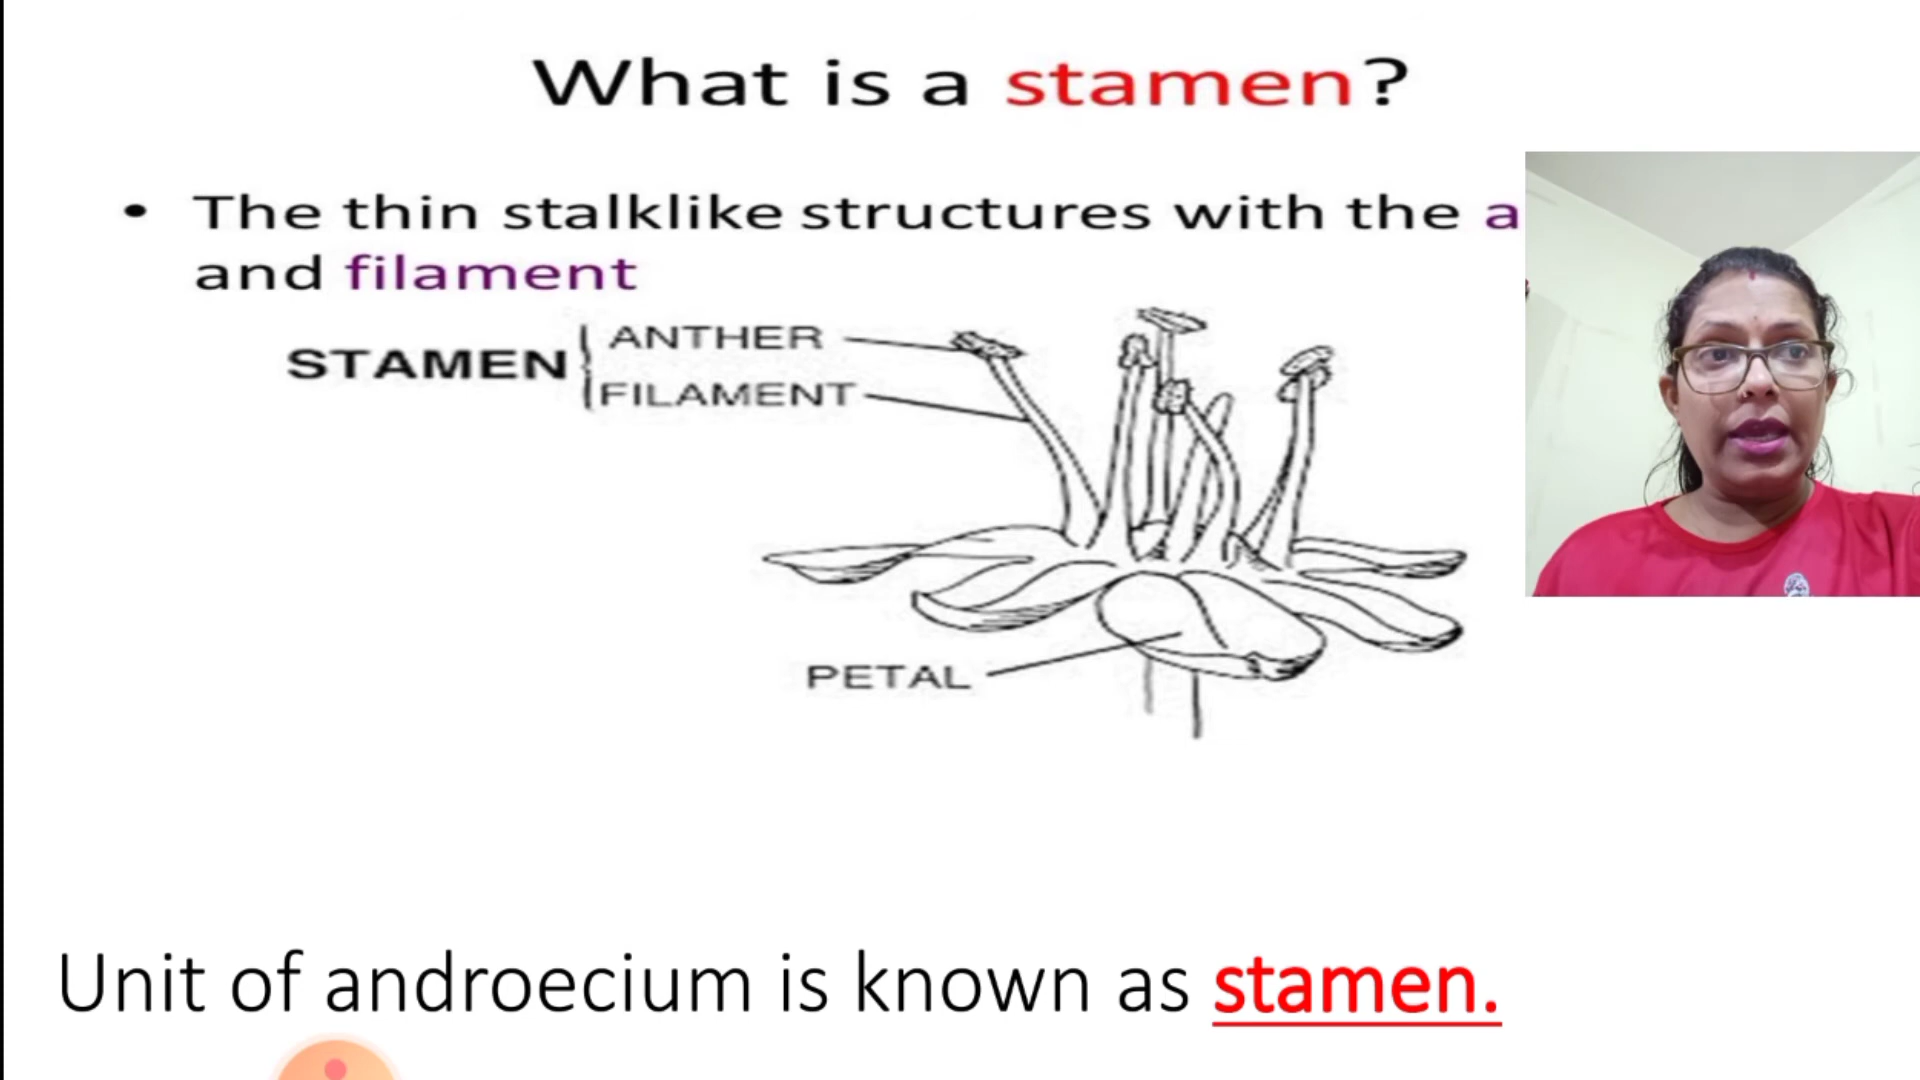 What is a stamen?
• The thin stalklike structures with the
and filament
STAMEN
ANTHER
FILAMENT
PETAL
Unit of androecium is known as stamen.